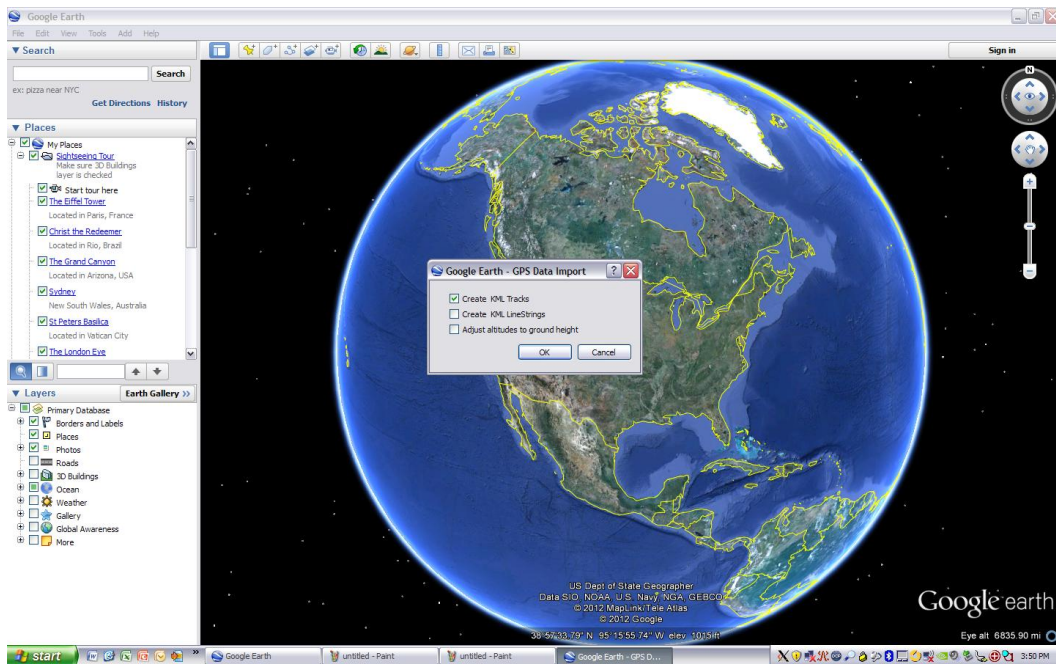 Google Earth
File Edit View Tools Add Help
Search
Sign in
Search
ex: pizza near NYC
Get Directions History
Places
My Places
Sightseeing Tour
Make sure 3D Buildings
layer is checked
Start tour here
The Eiffel Tower
Located in Paris, France
Christ the Redeemer
Located in Rio, Brazil
The Grand Canyon
Located in Arizona, USA
Sydney
New South Wales, Australia
St Peters Basilica
Located in Vatican City
The London Eye
Layers
Earth Gallery >>
Primary Database
Borders and Labels
Places
Photos
Roads
3D Buildings
Ocean
Weather
Gallery
Global Awareness
More
N
Google Earth - GPS Data Import
Create KML Tracks
Create KML LineStrings
Adjust altitudes to ground height
OK Cancel
US Dept of State Geographer
Data SIO, NOAA, U.S. Navy, NGA, GEBCO
© 2012 MapLink/Tele Atlas
© 2012 Google
Google earth
38°57'33.79" N 95°15'55.74" W elev 1015 ft
Eye alt 6835.90 mi
start
Google Earth
untitled - Paint
untitled - Paint
Google Earth - GPS D...
3:50 PM